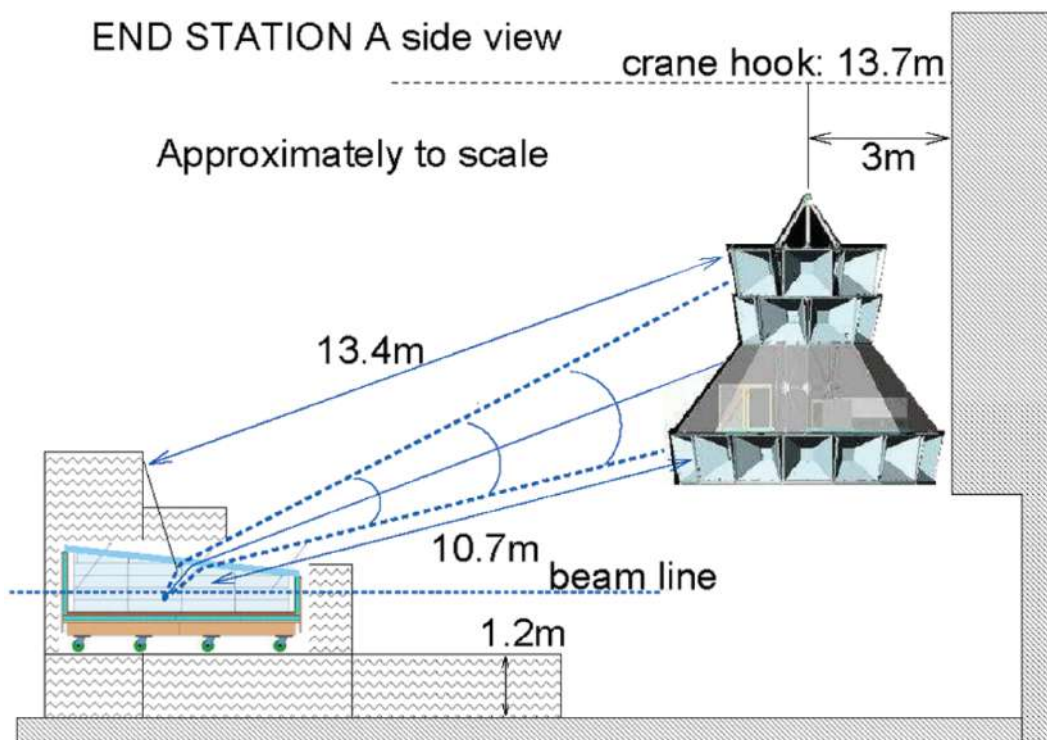 END STATION A side view
crane hook: 13.7m
Approximately to scale
3m
13.4m
10.7m
beam line
1.2m